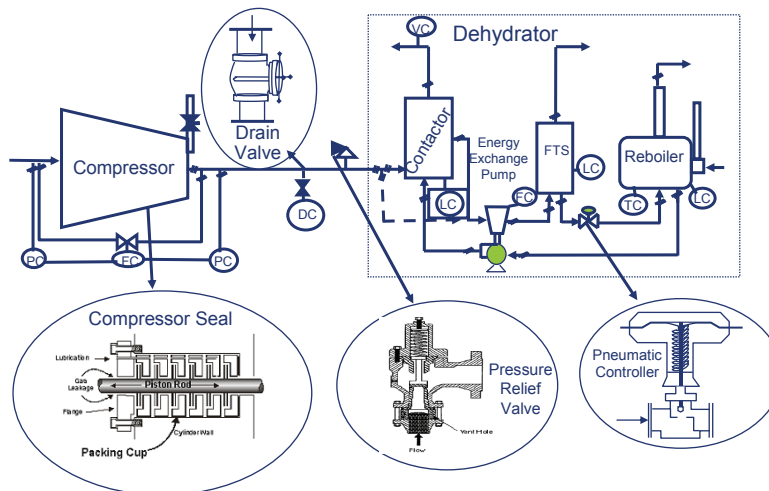 VC
Dehydrator
Drain
Valve
Compressor
Contactor
Energy
Exchange
Pump
FTS
Reboiler
LC
LC
FC
TC
LC
DC
PC
FC
PC
Compressor Seal
Lubrication
Gas
Leakage
Piston Rod
Flange
Cylinder Wall
Packing Cup
Pressure
Relief
Valve
Vent Hole
Flow
Pneumatic
Controller